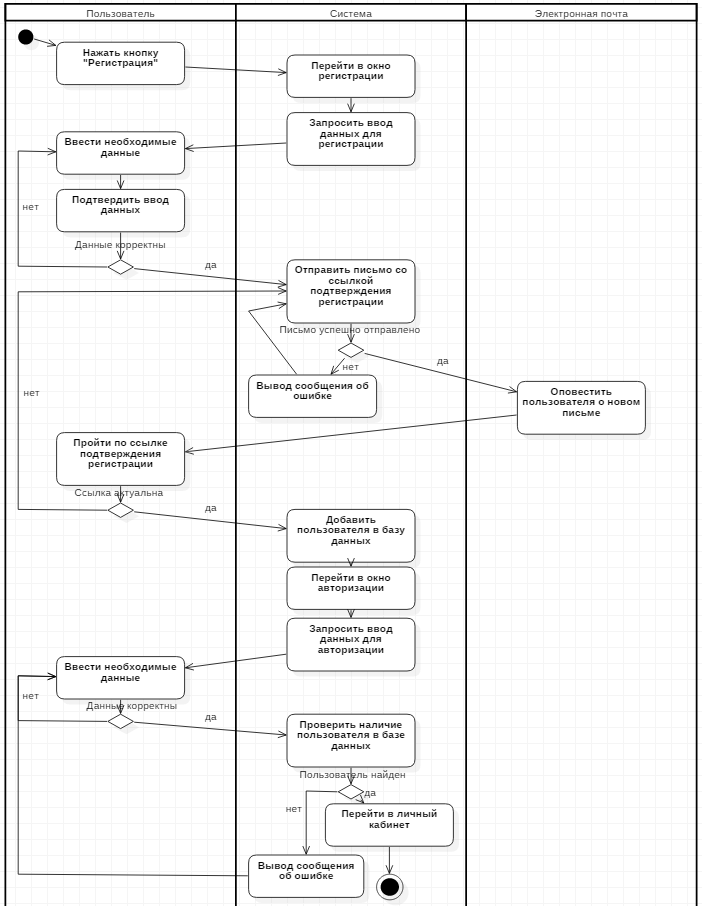 Пользователь
Система
Электронная почта
Нажать кнопку
"Регистрация"
Перейти в окно
регистрации
Запросить ввод
данных для
регистрации
Ввести необходимые
данные
Подтвердить ввод
данных
нет
Данные корректны
да
Отправить письмо со
ссылкой
подтверждения
регистрации
Письмо успешно отправлено
нет
да
Вывод сообщения об
ошибке
Оповестить
пользователя о новом
письме
нет
Пройти по ссылке
подтверждения
регистрации
Ссылка актуальна
да
Добавить
пользователя в базу
данных
Перейти в окно
авторизации
Запросить ввод
данных для
авторизации
Ввести необходимые
данные
нет
Данные корректны
да
Проверить наличие
пользователя в базе
данных
Пользователь найден
да
нет
Перейти в личный
кабинет
Вывод сообщения
об ошибке